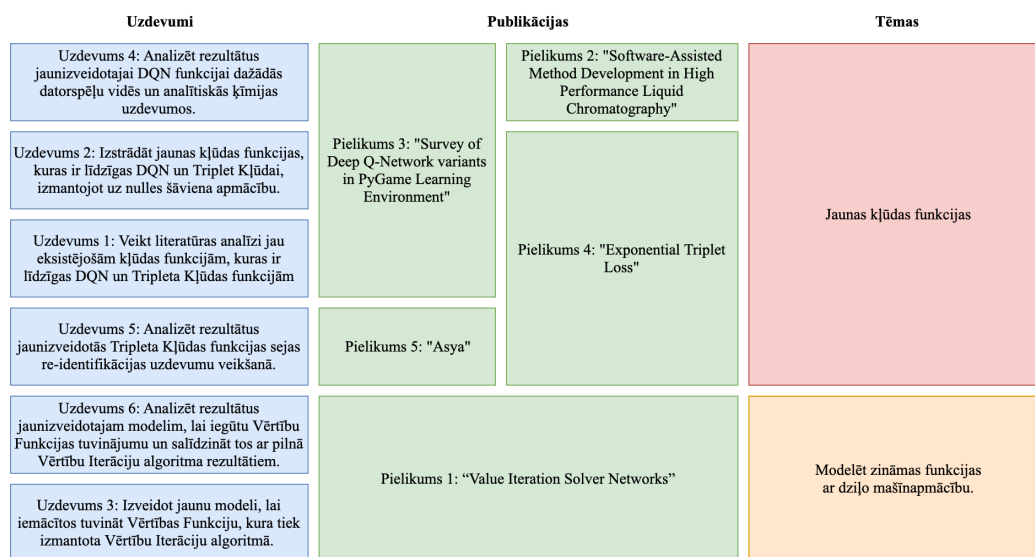 Uzdevumi
Publikācijas
Tēmas
Uzdevums 4: Analizēt rezultātus
jaunizveidotajai DQN funkcijai dažādās
datorspēļu vidēs un analītiskās ķīmijas
uzdevumos.
Uzdevums 2: Izstrādāt jaunas kļūdas funkcijas,
kuras ir līdzīgas DQN un Triplet Kļūdai,
izmantojot uz nulles šāviena apmācību.
Uzdevums 1: Veikt literatūras analīzi jau
eksistējošām kļūdas funkcijām, kuras ir
līdzīgas DQN un Tripleta Kļūdas funkcijām
Uzdevums 5: Analizēt rezultātus
jaunizveidotās Tripleta Kļūdas funkcijas sejas
re-identifikācijas uzdevumu veikšanā.
Uzdevums 6: Analizēt rezultātus
jaunizveidotajam modelim, lai iegūtu Vērtību
Funkcijas tuvinājumu un salīdzināt tos ar pilnā
Vērtību Iterāciju algoritma rezultātiem.
Uzdevums 3: Izveidot jaunu modeli, lai
iemācītos tuvināt Vērtības Funkciju, kura tiek
izmantota Vērtību Iterāciju algoritmā.
Pielikums 3: "Survey of
Deep Q-Network variants
in PyGame Learning
Environment"
Pielikums 2: "Software-Assisted
Method Development in High
Performance Liquid
Chromatography"
Pielikums 4: "Exponential Triplet
Loss"
Pielikums 5: "Asya"
Pielikums 1: “Value Iteration Solver Networks”
Jaunas kļūdas funkcijas
Modelēt zināmas funkcijas
ar dziļo mašīnapmācību.